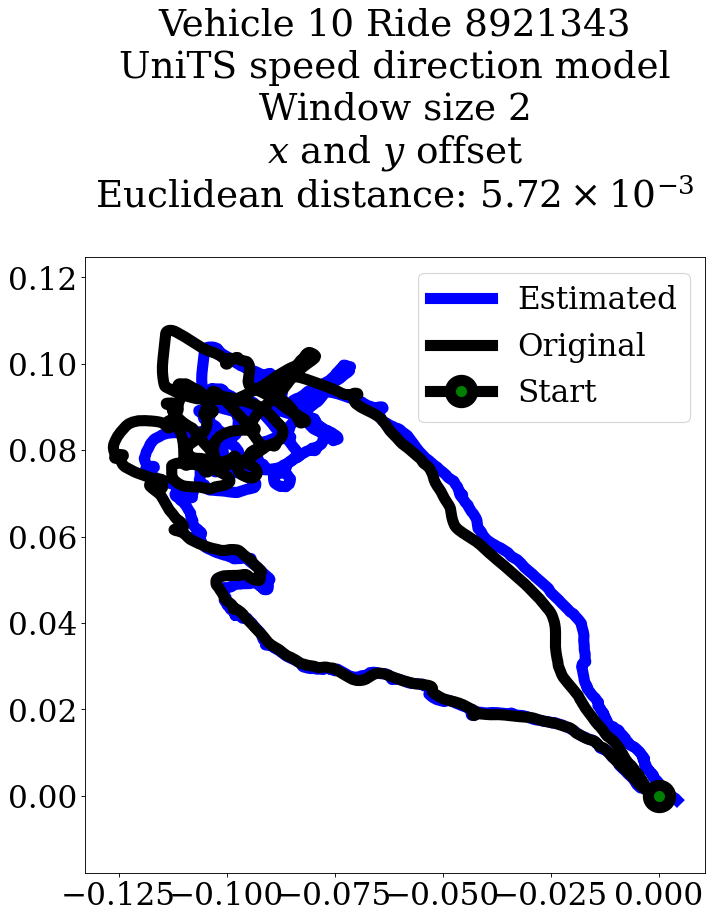 Vehicle 10 Ride 8921343
UniTS speed direction model
Window size 2
x and y offset
Euclidean distance: 5.72 × 10⁻³
Estimated
Original
Start
0.12
0.10
0.08
0.06
0.04
0.02
0.00
−0.125 −0.100 −0.075 −0.050 −0.025 0.000